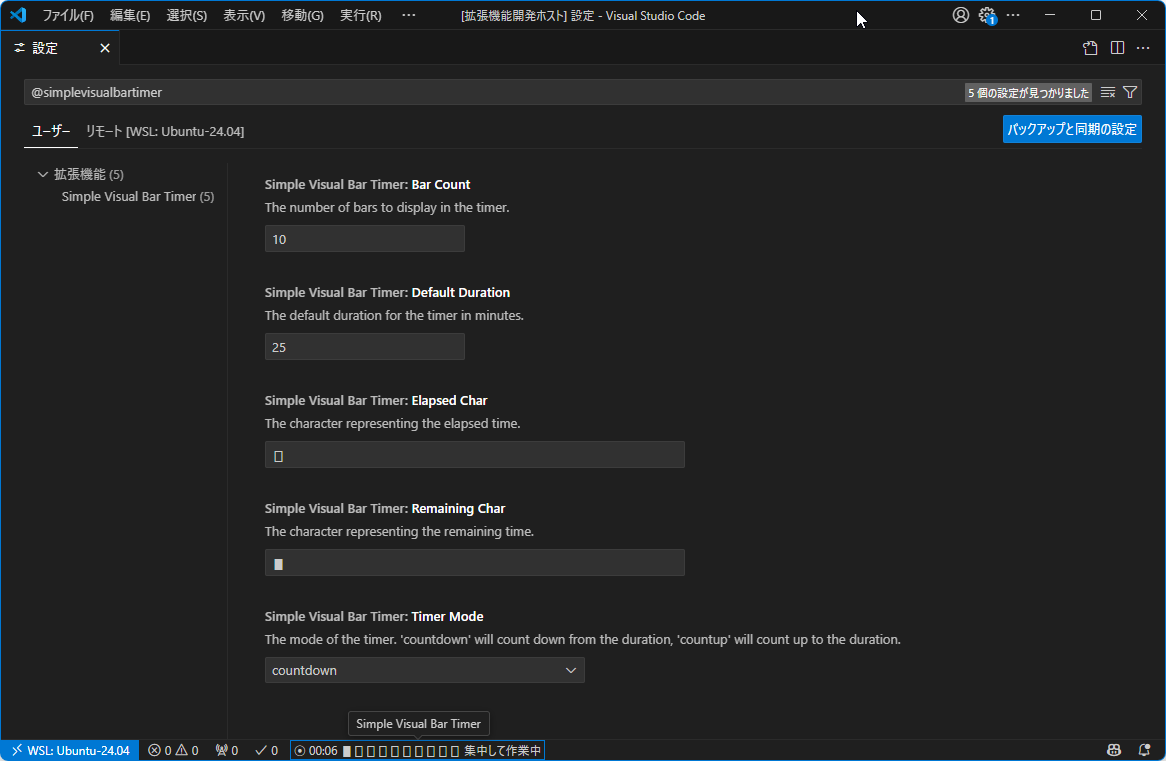 ファイル(F) 編集(E) 選択(S) 表示(V) 移動(G) 実行(R) ··· [拡張機能開発ホスト] 設定 - Visual Studio Code 1 ···
設定 ···
@simplevisualbartimer 5 個の設定が見つかりました
ユーザー リモート [WSL: Ubuntu-24.04] バックアップと同期の設定
拡張機能 (5)
Simple Visual Bar Timer (5)
Simple Visual Bar Timer: Bar Count
The number of bars to display in the timer.
10
Simple Visual Bar Timer: Default Duration
The default duration for the timer in minutes.
25
Simple Visual Bar Timer: Elapsed Char
The character representing the elapsed time.
▯
Simple Visual Bar Timer: Remaining Char
The character representing the remaining time.
▮
Simple Visual Bar Timer: Timer Mode
The mode of the timer. 'countdown' will count down from the duration, 'countup' will count up to the duration.
countdown
Simple Visual Bar Timer
WSL: Ubuntu-24.04 0 0 0 0 00:06 ▮▯▯▯▯▯▯▯▯▯ 集中して作業中